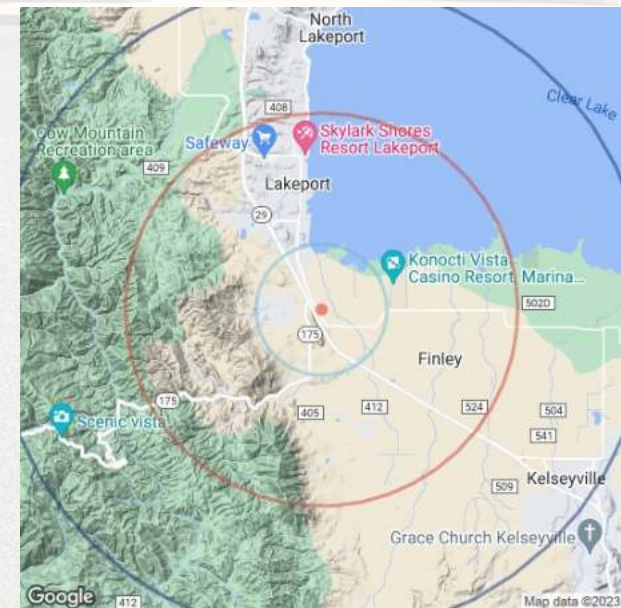 North
Lakeport
Clear Lake
408
Cow Mountain
Recreation area
Safeway
Skylark Shores
Resort Lakeport
409
Lakeport
29
Konocti Vista
Casino Resort, Marina...
502D
175
Finley
175
405
412
524
504
Scenic vista
541
509
Kelseyville
Grace Church Kelseyville
Google
412
Map data ©2023